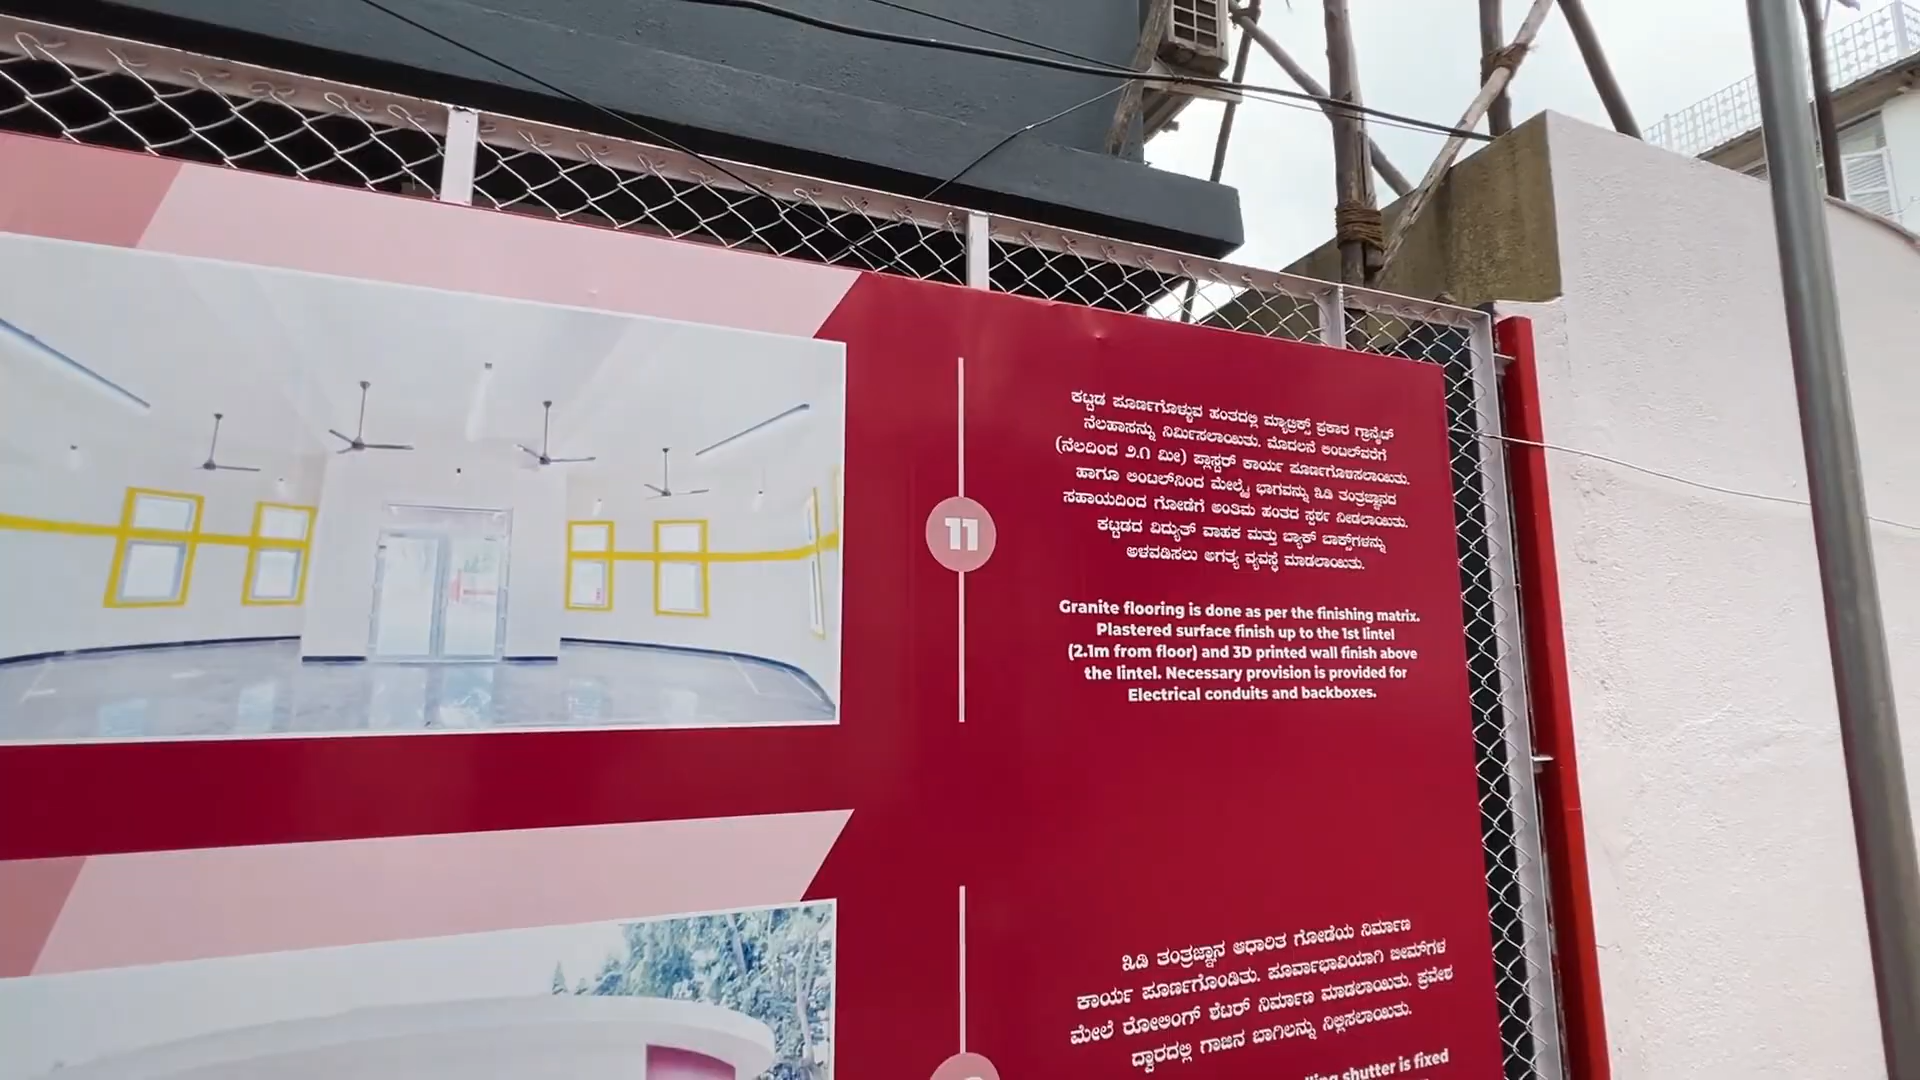 ಕಟ್ಟಡ ಪೂರ್ಣಗೊಳ್ಳುವ ಹಂತದಲ್ಲಿ ಮ್ಯಾಟ್ರಿಕ್ಸ್ ಪ್ರಕಾರ ಗ್ರಾನೈಟ್
ನೆಲಹಾಸನ್ನು ನಿರ್ಮಿಸಲಾಯಿತು. ಮೊದಲನೆ ಲಿಂಟಲ್‌ವರೆಗೆ
(ನೆಲದಿಂದ ೨.೧ ಮೀ) ಪ್ಲಾಸ್ಟರ್ ಕಾರ್ಯ ಪೂರ್ಣಗೊಳಿಸಲಾಯಿತು.
ಹಾಗೂ ಲಿಂಟಲ್‌ನಿಂದ ಮೇಲ್ಮೈ ಭಾಗವನ್ನು ೩ಡಿ ತಂತ್ರಜ್ಞಾನದ
ಸಹಾಯದಿಂದ ಗೋಡೆಗೆ ಅಂತಿಮ ಹಂತದ ಸ್ಪರ್ಶ ನೀಡಲಾಯಿತು.
ಕಟ್ಟಡದ ವಿದ್ಯುತ್ ವಾಹಕ ಮತ್ತು ಬ್ಯಾಕ್ ಬಾಕ್ಸ್‌ಗಳನ್ನು
ಅಳವಡಿಸಲು ಅಗತ್ಯ ವ್ಯವಸ್ಥೆ ಮಾಡಲಾಯಿತು.
11
Granite flooring is done as per the finishing matrix.
Plastered surface finish up to the 1st lintel
(2.1m from floor) and 3D printed wall finish above
the lintel. Necessary provision is provided for
Electrical conduits and backboxes.
೩ಡಿ ತಂತ್ರಜ್ಞಾನ ಆಧಾರಿತ ಗೋಡೆಯ ನಿರ್ಮಾಣ
ಕಾರ್ಯ ಪೂರ್ಣಗೊಂಡಿತು. ಪೂರ್ವಾಭಾವಿಯಾಗಿ ಬೀಮ್‌ಗಳ
ಮೇಲೆ ರೋಲಿಂಗ್ ಶೆಟರ್ ನಿರ್ಮಾಣ ಮಾಡಲಾಯಿತು. ಪ್ರವೇಶ
ದ್ವಾರದಲ್ಲಿ ಗಾಜಿನ ಬಾಗಿಲನ್ನು ನಿಲ್ಲಿಸಲಾಯಿತು.
shutter is fixed